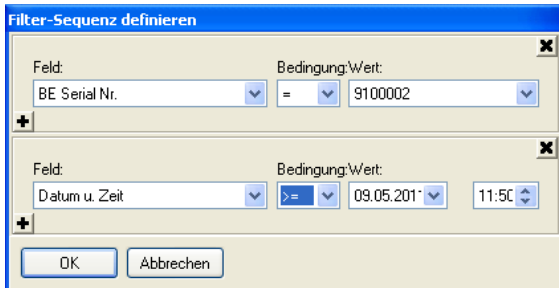 Filter-Sequenz definieren
Feld: Bedingung: Wert:
BE Serial Nr. = 9100002
Feld: Bedingung: Wert:
Datum u. Zeit >= 09.05.201 11:50
OK Abbrechen